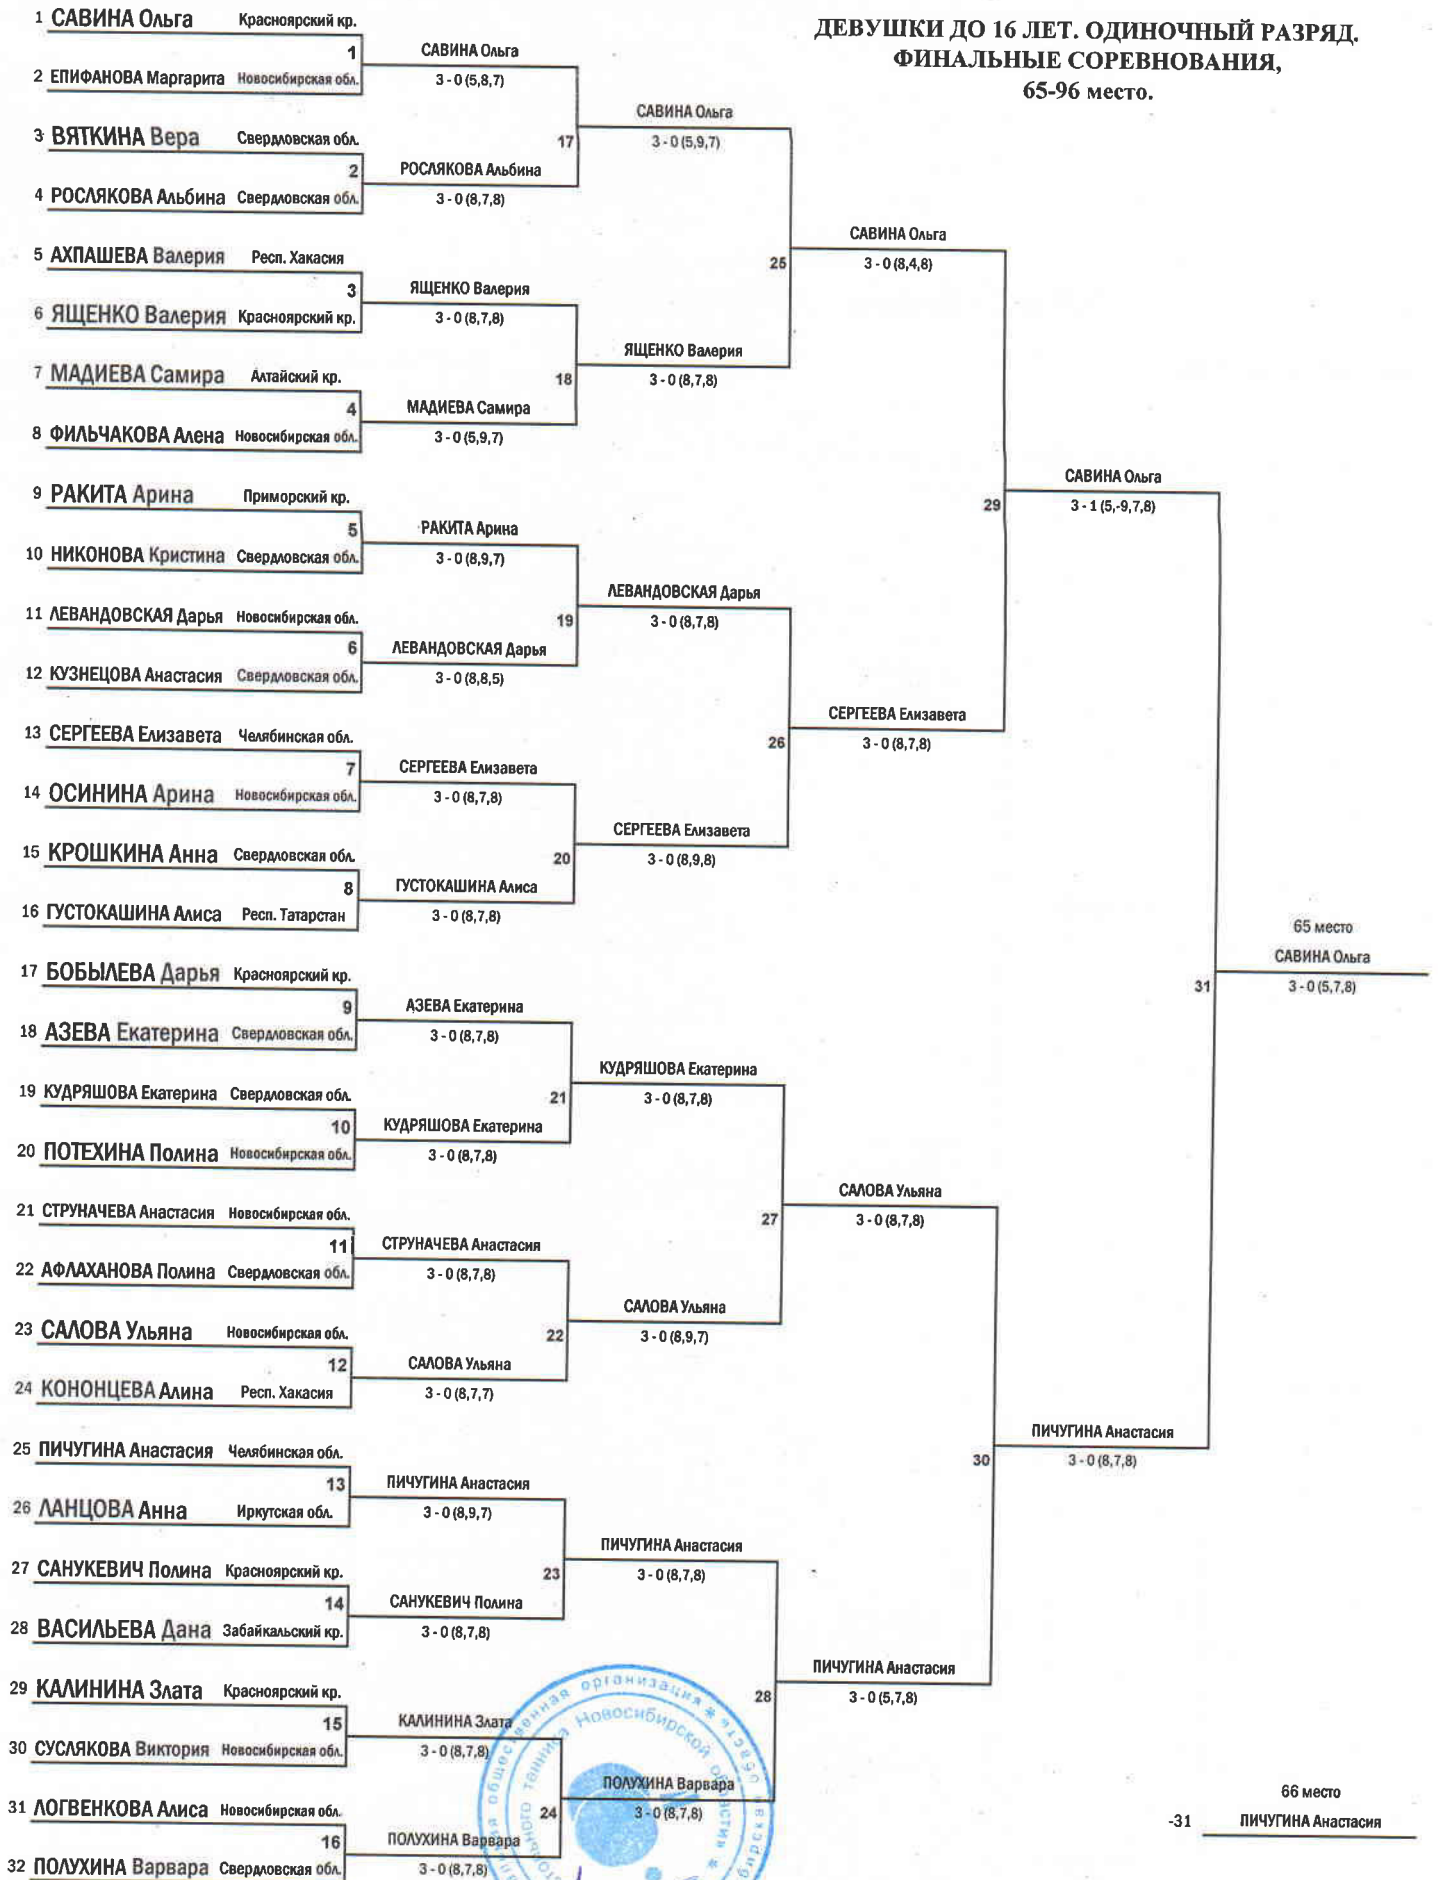 ДЕВУШКИ ДО 16 ЛЕТ. ОДИНОЧНЫЙ РАЗРЯД.
ФИНАЛЬНЫЕ СОРЕВНОВАНИЯ,
65-96 место.
1 САВИНА Ольга Красноярский кр.
1
2 ЕПИФАНОВА Маргарита Новосибирская обл.
3 ВЯТКИНА Вера Свердловская обл.
2
4 РОСЛЯКОВА Альбина Свердловская обл.
5 АХПАШЕВА Валерия Респ. Хакасия
3
6 ЯЩЕНКО Валерия Красноярский кр.
7 МАДИЕВА Самира Алтайский кр.
4
8 ФИЛЬЧАКОВА Алена Новосибирская обл.
9 РАКИТА Арина Приморский кр.
5
10 НИКОНОВА Кристина Свердловская обл.
11 ЛЕВАНДОВСКАЯ Дарья Новосибирская обл.
6
12 КУЗНЕЦОВА Анастасия Свердловская обл.
13 СЕРГЕЕВА Елизавета Челябинская обл.
7
14 ОСИНИНА Арина Новосибирская обл.
15 КРОШКИНА Анна Свердловская обл.
8
16 ГУСТОКАШИНА Алиса Респ. Татарстан
17 БОБЫЛЕВА Дарья Красноярский кр.
9
18 АЗЕВА Екатерина Свердловская обл.
19 КУДРЯШОВА Екатерина Свердловская обл.
10
20 ПОТЕХИНА Полина Новосибирская обл.
21 СТРУНАЧЕВА Анастасия Новосибирская обл.
11
22 АФЛАХАНОВА Полина Свердловская обл.
23 САЛОВА Ульяна Новосибирская обл.
12
24 КОНОНЦЕВА Алина Респ. Хакасия
25 ПИЧУГИНА Анастасия Челябинская обл.
13
26 ЛАНЦОВА Анна Иркутская обл.
27 САНУКЕВИЧ Полина Красноярский кр.
14
28 ВАСИЛЬЕВА Дана Забайкальский кр.
29 КАЛИНИНА Злата Красноярский кр.
15
30 СУСЛЯКОВА Виктория Новосибирская обл.
31 ЛОГВЕНКОВА Алиса Новосибирская обл.
16
32 ПОЛУХИНА Варвара Свердловская обл.
САВИНА Ольга
3 - 0 (5,8,7)
17
РОСЛЯКОВА Альбина
3 - 0 (8,7,8)
ЯЩЕНКО Валерия
3 - 0 (8,7,8)
18
МАДИЕВА Самира
3 - 0 (5,9,7)
РАКИТА Арина
3 - 0 (8,9,7)
19
ЛЕВАНДОВСКАЯ Дарья
3 - 0 (8,8,5)
СЕРГЕЕВА Елизавета
3 - 0 (8,7,8)
20
ГУСТОКАШИНА Алиса
3 - 0 (8,7,8)
АЗЕВА Екатерина
3 - 0 (8,7,8)
21
КУДРЯШОВА Екатерина
3 - 0 (8,7,8)
СТРУНАЧЕВА Анастасия
3 - 0 (8,7,8)
22
САЛОВА Ульяна
3 - 0 (8,7,7)
ПИЧУГИНА Анастасия
3 - 0 (8,9,7)
23
САНУКЕВИЧ Полина
3 - 0 (8,7,8)
КАЛИНИНА Злата
3 - 0 (8,7,8)
24
ПОЛУХИНА Варвара
3 - 0 (8,7,8)
САВИНА Ольга
3 - 0 (5,9,7)
25
ЯЩЕНКО Валерия
3 - 0 (8,7,8)
ЛЕВАНДОВСКАЯ Дарья
3 - 0 (8,7,8)
26
СЕРГЕЕВА Елизавета
3 - 0 (8,9,8)
КУДРЯШОВА Екатерина
3 - 0 (8,7,8)
27
САЛОВА Ульяна
3 - 0 (8,9,7)
ПИЧУГИНА Анастасия
3 - 0 (8,7,8)
28
ПОЛУХИНА Варвара
3 - 0 (8,7,8)
САВИНА Ольга
3 - 0 (8,4,8)
29
СЕРГЕЕВА Елизавета
3 - 0 (8,7,8)
САЛОВА Ульяна
3 - 0 (8,7,8)
30
ПИЧУГИНА Анастасия
3 - 0 (5,7,8)
САВИНА Ольга
3 - 1 (5,-9,7,8)
31
ПИЧУГИНА Анастасия
3 - 0 (8,7,8)
65 место
САВИНА Ольга
3 - 0 (5,7,8)
66 место
-31 ПИЧУГИНА Анастасия
общественная организация
тенниса Новосибирской области